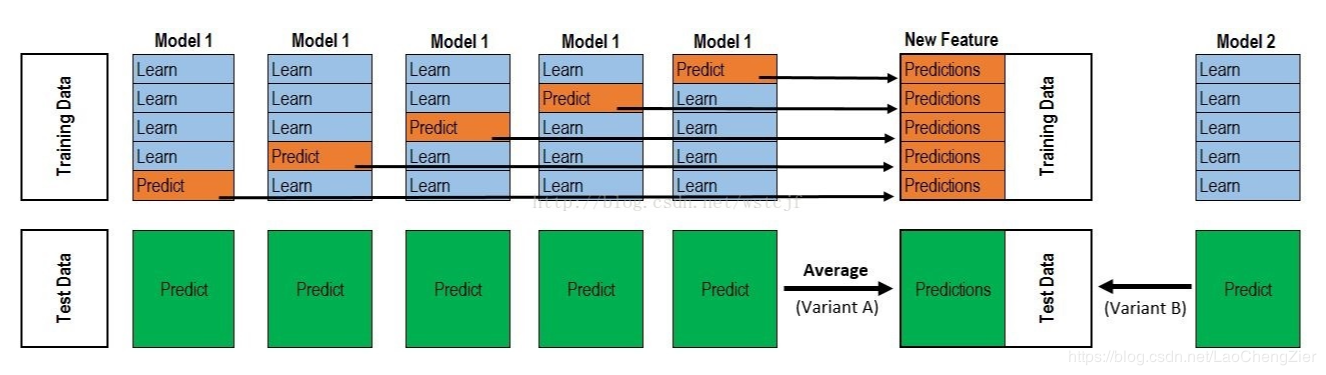 Model 1 Model 1 Model 1 Model 1 Model 1 New Feature Model 2
Training Data
Learn Learn Learn Learn Predict Predictions Learn
Learn Learn Learn Predict Learn Predictions Learn
Learn Learn Predict Learn Learn Predictions Learn
Learn Predict Learn Learn Learn Predictions Learn
Predict Learn Learn Learn Learn Predictions Learn
Training Data
http://blog.csdn.net/wstcjf
Test Data
Predict Predict Predict Predict Predict
Average
(Variant A)
Predictions
Test Data
(Variant B)
Predict
https://blog.csdn.net/LaoChengZier